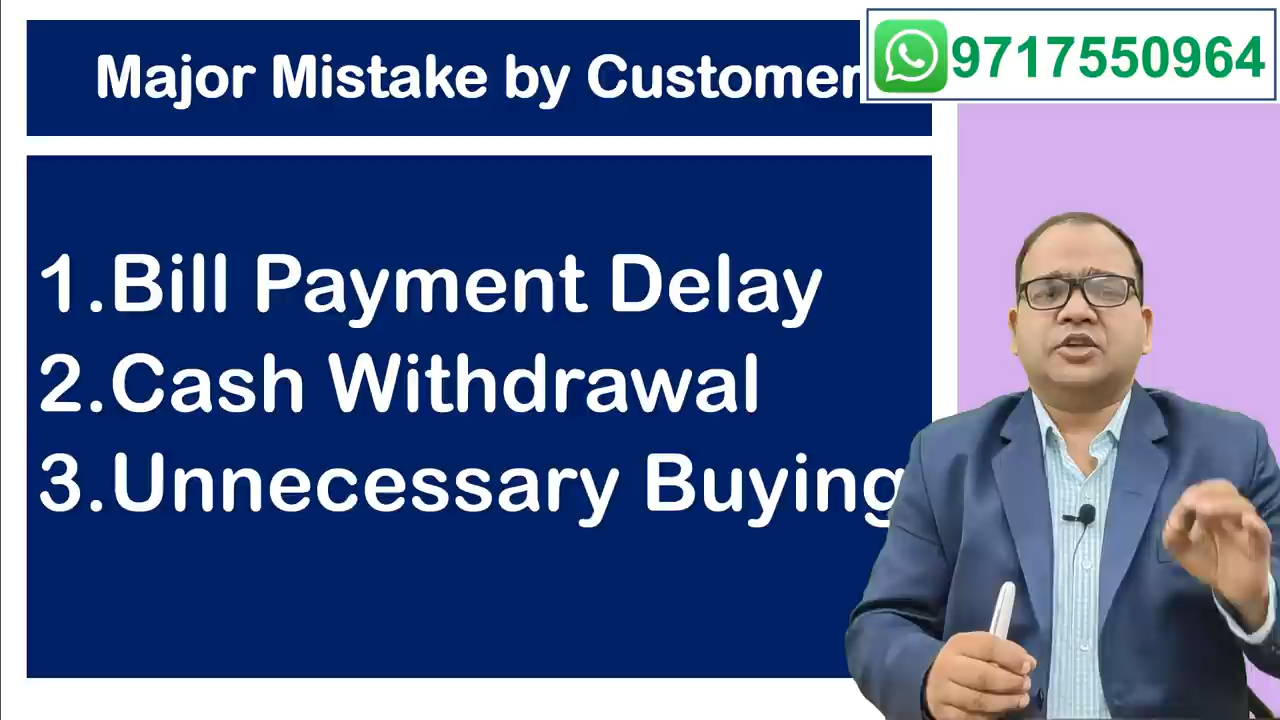 Major Mistake by Customer
9717550964
1.Bill Payment Delay
2.Cash Withdrawal
3.Unnecessary Buying